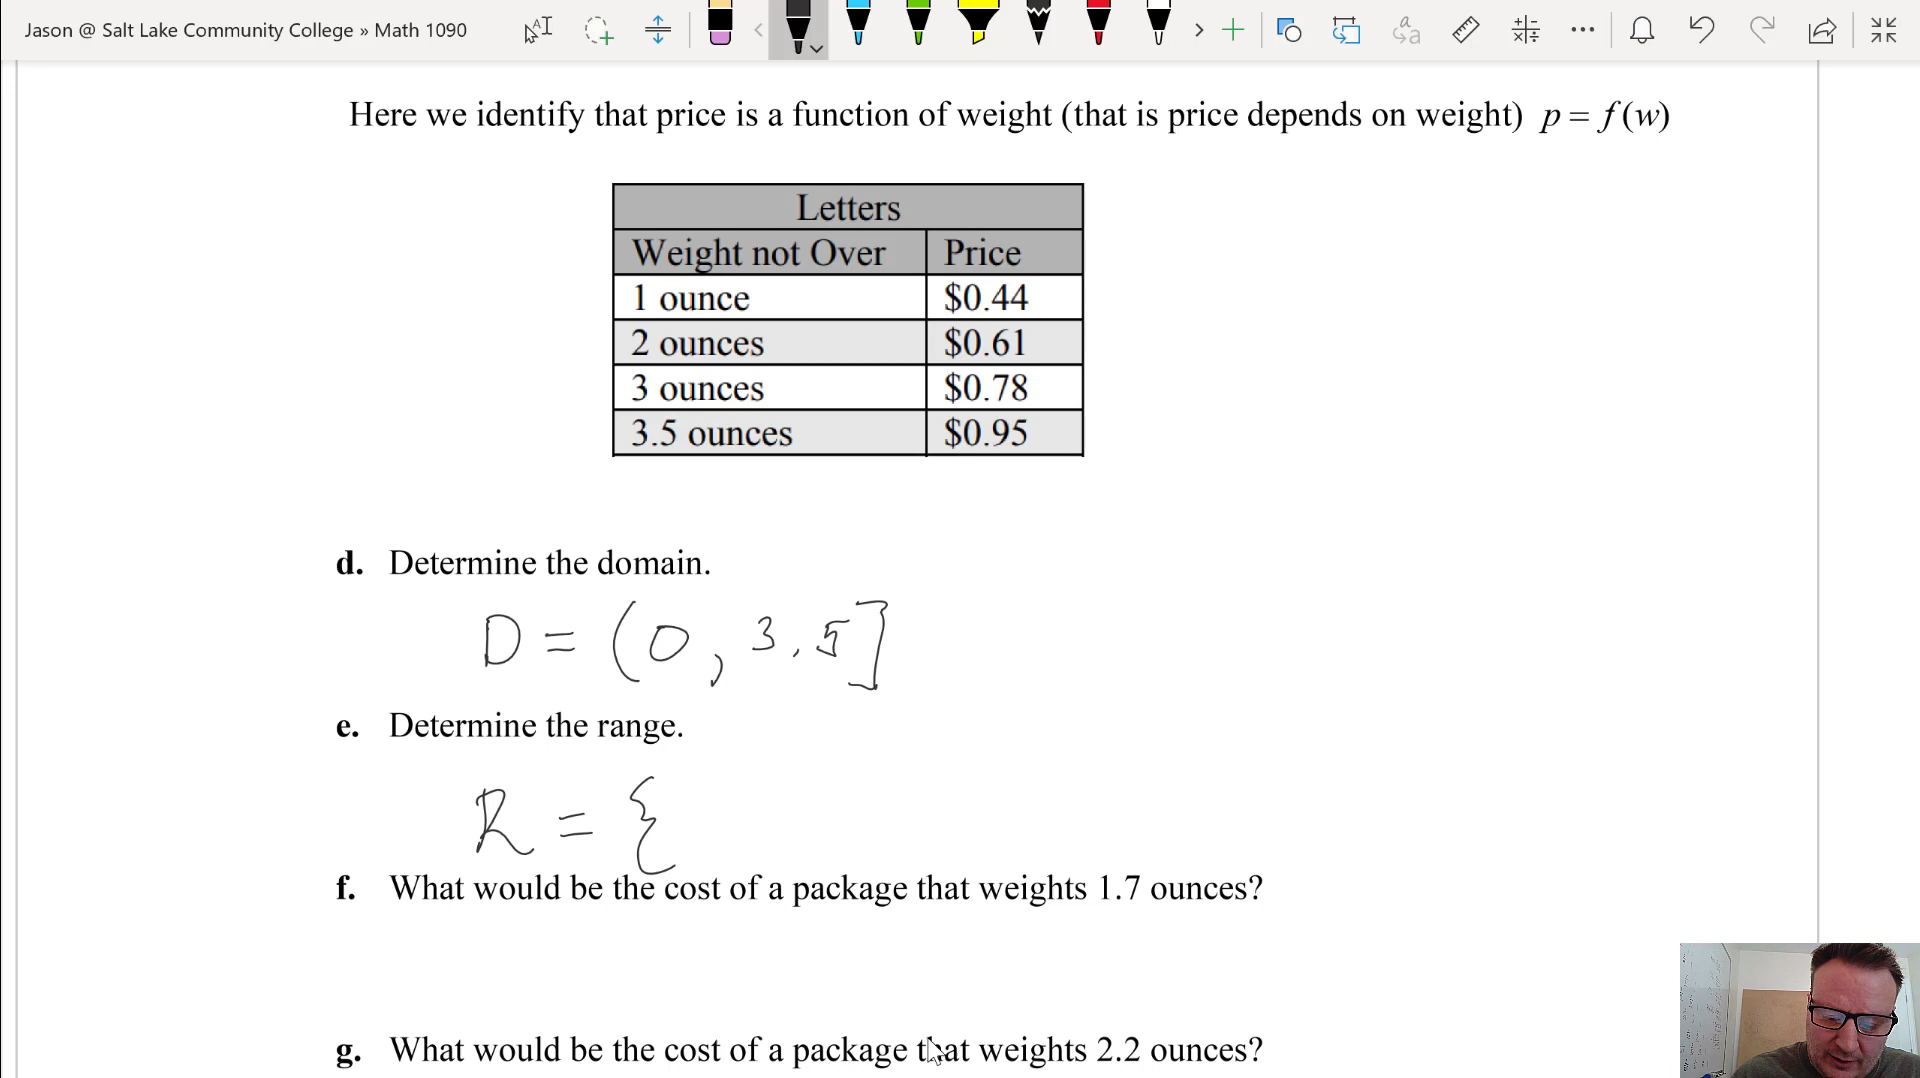 Jason @ Salt Lake Community College » Math 1090
Here we identify that price is a function of weight (that is price depends on weight) p = f(w)
Letters
Weight not Over Price
1 ounce $0.44
2 ounces $0.61
3 ounces $0.78
3.5 ounces $0.95
d. Determine the domain.
D = (0, 3.5]
e. Determine the range.
R = {
f. What would be the cost of a package that weights 1.7 ounces?
g. What would be the cost of a package that weights 2.2 ounces?